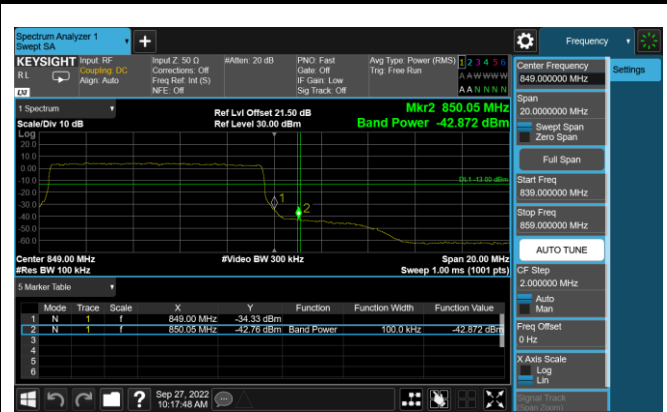 Spectrum Analyzer 1
Swept SA
Frequency
KEYSIGHT
RL
Input: RF
Coupling: DC
Align: Auto
Input Z: 50 Ω
Corrections: Off
Freq Ref: Int (S)
NFE: Off
#Atten: 20 dB
PNO: Fast
Gate: Off
IF Gain: Low
Sig Track: Off
Avg Type: Power (RMS)
Trig: Free Run
1 2 3 4 5 6
A A W W W W
A A N N N N
LXI
1 Spectrum
Scale/Div 10 dB
Ref Lvl Offset 21.50 dB
Ref Level 30.00 dBm
Mkr2 850.05 MHz
Band Power -42.872 dBm
Log
20.0
10.0
0.00
-10.0
-20.0
-30.0
-40.0
-50.0
-60.0
DL1 -13.00 dBm
1
2
Center 849.00 MHz
#Res BW 100 kHz
#Video BW 300 kHz
Span 20.00 MHz
Sweep 1.00 ms (1001 pts)
5 Marker Table
Mode Trace Scale X Y Function Function Width Function Value
1 N 1 f 849.00 MHz -34.33 dBm
2 N 1 f 850.05 MHz -42.76 dBm Band Power 100.0 kHz -42.872 dBm
3
4
5
6
Sep 27, 2022
10:17:48 AM
Center Frequency
849.000000 MHz
Settings
Span
20.0000000 MHz
Swept Span
Zero Span
Full Span
Start Freq
839.000000 MHz
Stop Freq
859.000000 MHz
AUTO TUNE
CF Step
2.000000 MHz
Auto
Man
Freq Offset
0 Hz
X Axis Scale
Log
Lin
Signal Track
(Span Zoom)